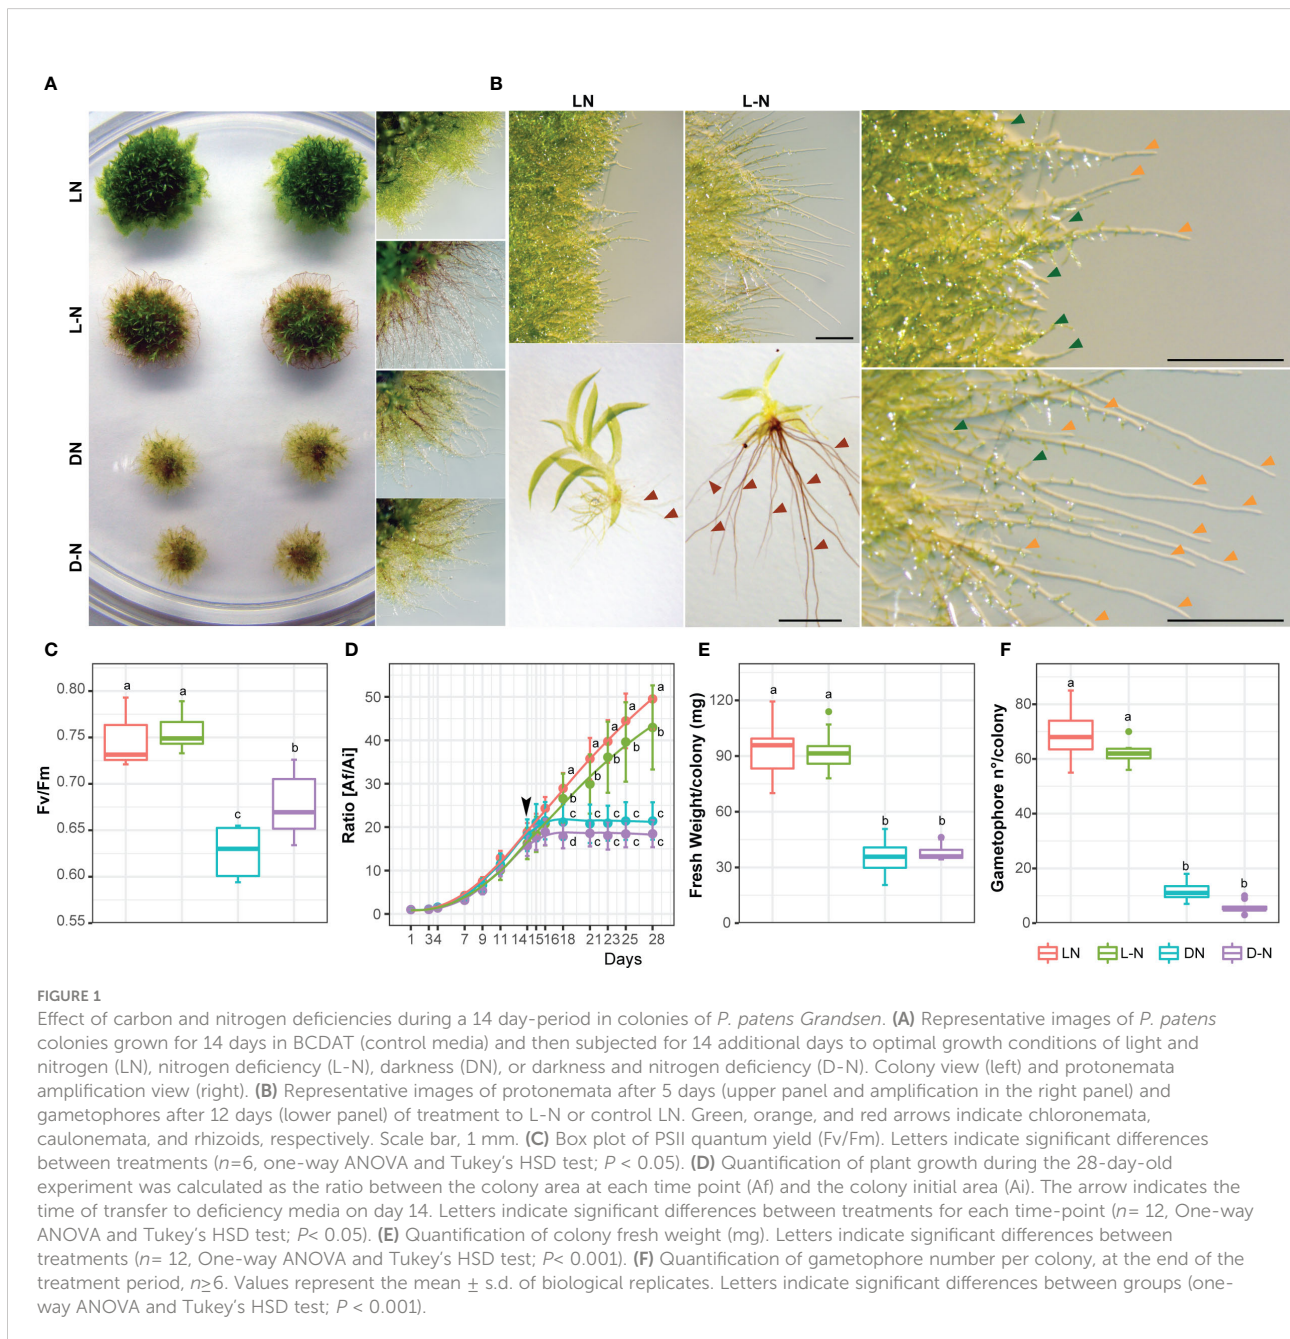 A
B
LN
L-N
LN
L-N
DN
D-N
C
D
E
F
Fv/Fm
0.80
0.75
0.70
0.65
0.60
0.55
a
a
c
b
Ratio [Af/Ai]
50
40
30
20
10
0
a
a
a
a
a
b
b
b
b
b
c
c
c
c
c
d
c
c
c
c
1
34
7
9
11
141516
18
21
23
25
28
Days
Fresh Weight/colony (mg)
120
90
60
30
0
a
a
b
b
Gametophore n°/colony
80
60
40
20
0
a
a
b
b
LN L-N DN D-N
FIGURE 1
Effect of carbon and nitrogen deficiencies during a 14 day-period in colonies of P. patens Grandsen. (A) Representative images of P. patens
colonies grown for 14 days in BCDAT (control media) and then subjected for 14 additional days to optimal growth conditions of light and
nitrogen (LN), nitrogen deficiency (L-N), darkness (DN), or darkness and nitrogen deficiency (D-N). Colony view (left) and protonemata
amplification view (right). (B) Representative images of protonemata after 5 days (upper panel and amplification in the right panel) and
gametophores after 12 days (lower panel) of treatment to L-N or control LN. Green, orange, and red arrows indicate chloronemata,
caulonemata, and rhizoids, respectively. Scale bar, 1 mm. (C) Box plot of PSII quantum yield (Fv/Fm). Letters indicate significant differences
between treatments (n=6, one-way ANOVA and Tukey's HSD test; P < 0.05). (D) Quantification of plant growth during the 28-day-old
experiment was calculated as the ratio between the colony area at each time point (Af) and the colony initial area (Ai). The arrow indicates the
time of transfer to deficiency media on day 14. Letters indicate significant differences between treatments for each time-point (n= 12, One-way
ANOVA and Tukey's HSD test; P< 0.05). (E) Quantification of colony fresh weight (mg). Letters indicate significant differences between
treatments (n= 12, One-way ANOVA and Tukey's HSD test; P< 0.001). (F) Quantification of gametophore number per colony, at the end of the
treatment period, n≥6. Values represent the mean ± s.d. of biological replicates. Letters indicate significant differences between groups (one-
way ANOVA and Tukey's HSD test; P < 0.001).